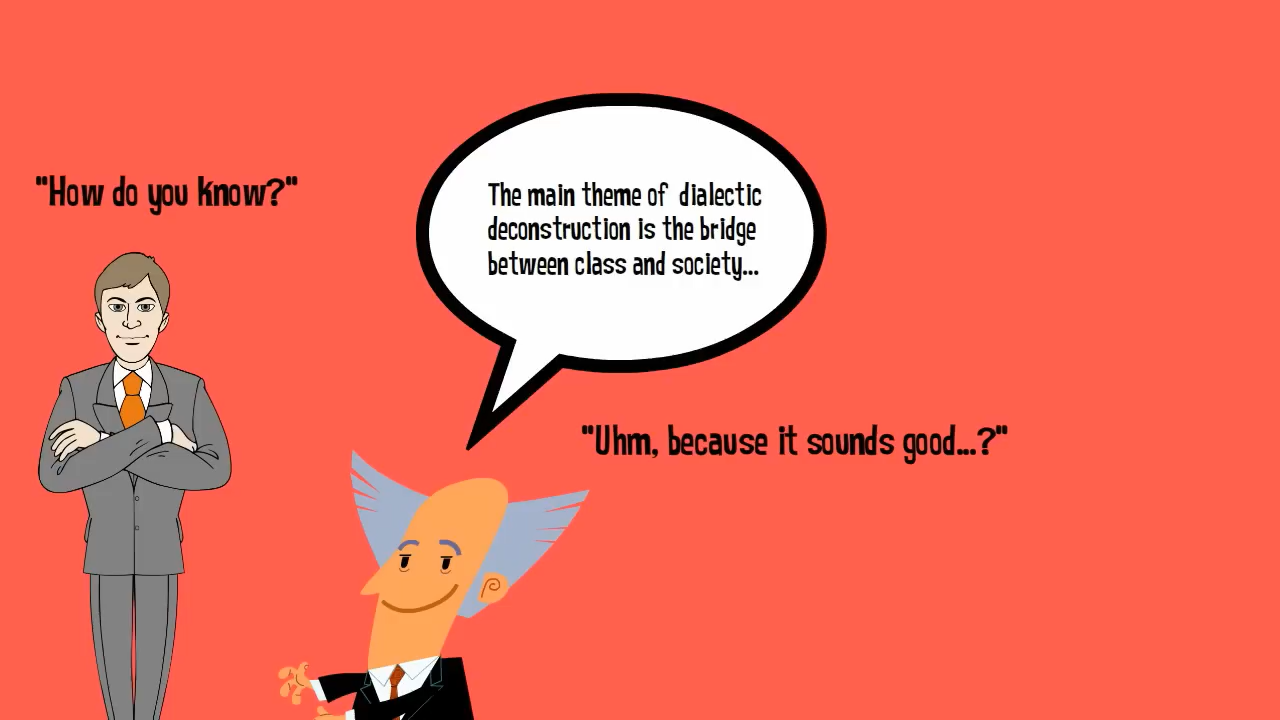 "How do you know?"
The main theme of dialectic
deconstruction is the bridge
between class and society...
"Uhm, because it sounds good...?"